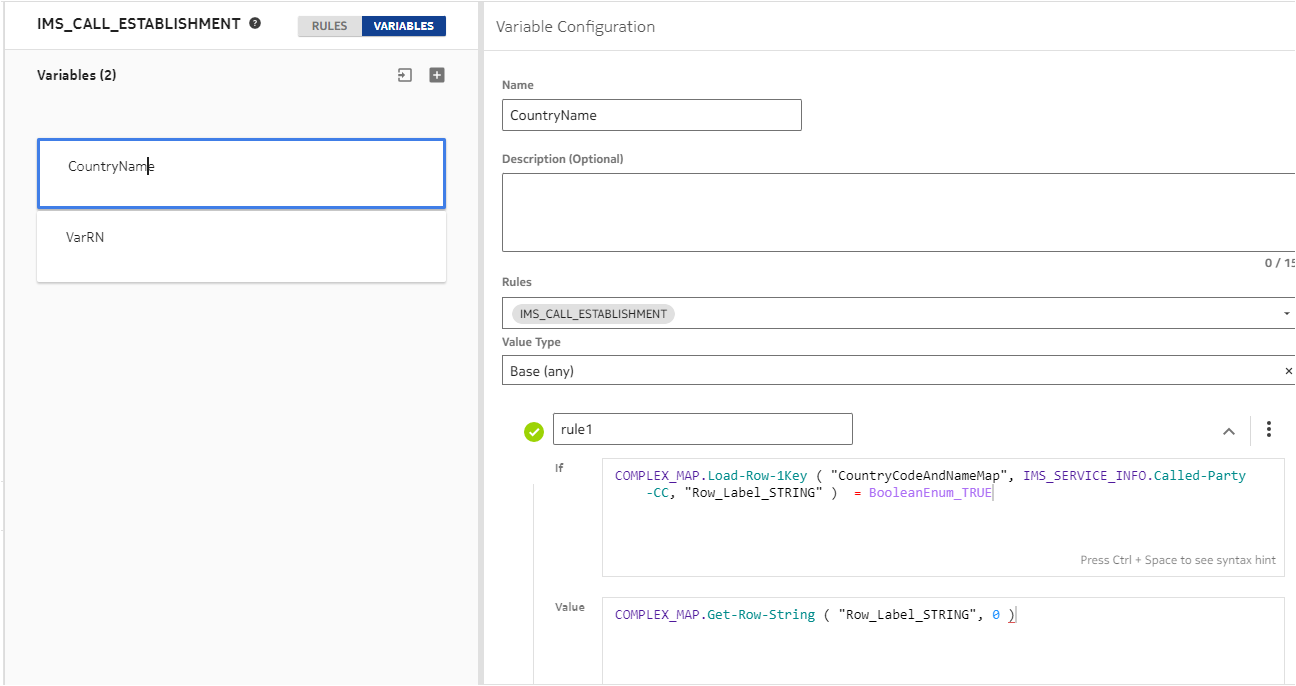 IMS_CALL_ESTABLISHMENT ?
RULES VARIABLES
Variables (2)
CountryName
VarRN
Variable Configuration
Name
CountryName
Description (Optional)
0 / 15
Rules
IMS_CALL_ESTABLISHMENT
Value Type
Base (any)
rule1
If
COMPLEX_MAP.Load-Row-1Key ( "CountryCodeAndNameMap", IMS_SERVICE_INFO.Called-Party
-CC, "Row_Label_STRING" ) = BooleanEnum_TRUE
Press Ctrl + Space to see syntax hint
Value
COMPLEX_MAP.Get-Row-String ( "Row_Label_STRING", 0 )